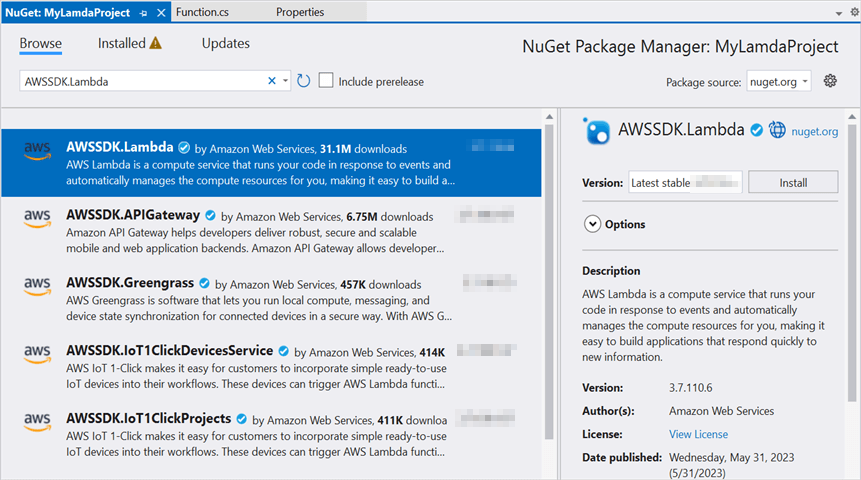 NuGet: MyLamdaProject
Function.cs
Properties
Browse
Installed
Updates
NuGet Package Manager: MyLamdaProject
AWSSDK.Lambda
Include prerelease
Package source: nuget.org
aws
AWSSDK.Lambda by Amazon Web Services, 31.1M downloads
AWS Lambda is a compute service that runs your code in response to events and
automatically manages the compute resources for you, making it easy to build a...
aws
AWSSDK.APIGateway by Amazon Web Services, 6.75M downloads
Amazon API Gateway helps developers deliver robust, secure and scalable
mobile and web application backends. Amazon API Gateway allows developer...
aws
AWSSDK.Greengrass by Amazon Web Services, 457K downloads
AWS Greengrass is software that lets you run local compute, messaging, and
device state synchronization for connected devices in a secure way. With AWS G...
aws
AWSSDK.IoT1ClickDevicesService by Amazon Web Services, 414K
AWS IoT 1-Click makes it easy for customers to incorporate simple ready-to-use
IoT devices into their workflows. These devices can trigger AWS Lambda functi...
aws
AWSSDK.IoT1ClickProjects by Amazon Web Services, 411K downloa
AWS IoT 1-Click makes it easy for customers to incorporate simple ready-to-use
IoT devices into their workflows. These devices can trigger AWS Lambda functi...
AWSSDK.Lambda nuget.org
Version: Latest stable
Install
Options
Description
AWS Lambda is a compute service that runs your
code in response to events and automatically
manages the compute resources for you, making it
easy to build applications that respond quickly to
new information.
Version: 3.7.110.6
Author(s): Amazon Web Services
License: View License
Date published: Wednesday, May 31, 2023
(5/31/2023)